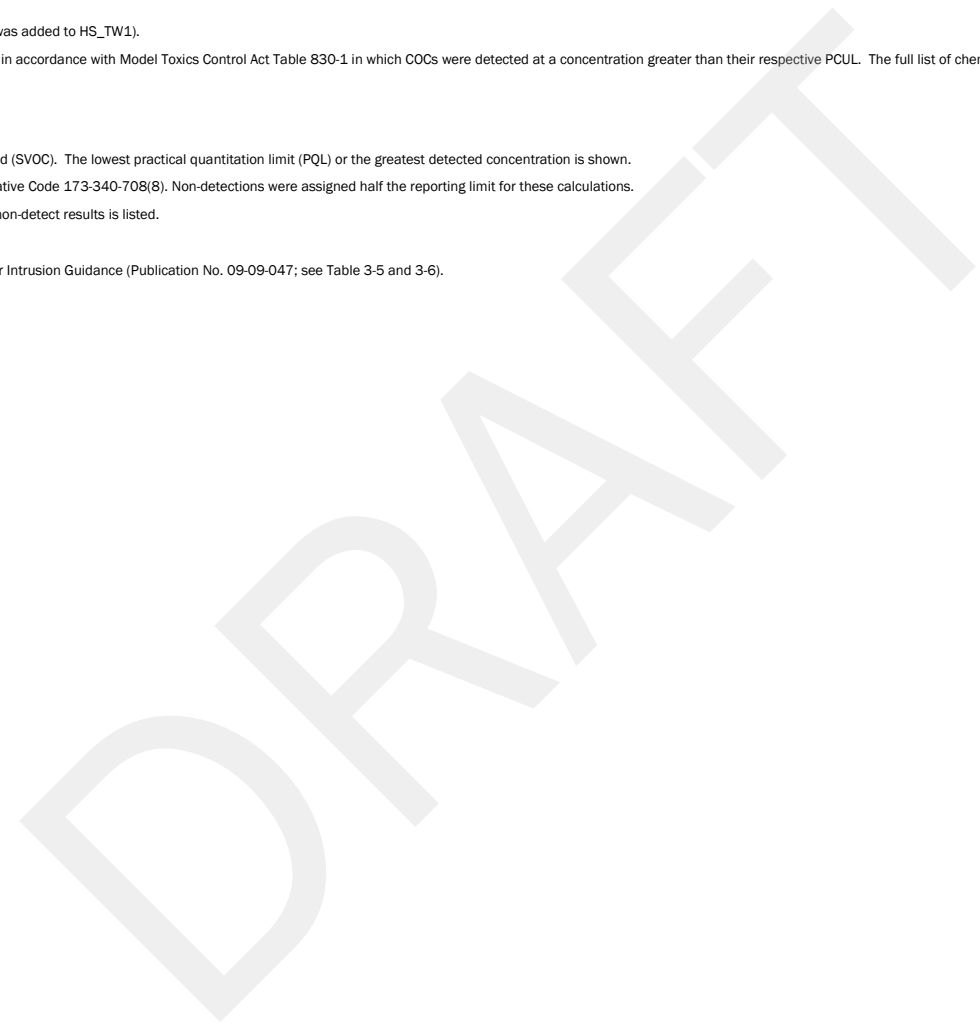 was added to HS_TW1).
in accordance with Model Toxics Control Act Table 830-1 in which COCs were detected at a concentration greater than their respective PCUL.  The full list of
d (SVOC).  The lowest practical quantitation limit (PQL) or the greatest detected concentration is shown.
ative Code 173-340-708(8). Non-detections were assigned half the reporting limit for these calculations.
non-detect results is listed.
r Intrusion Guidance (Publication No. 09-09-047; see Table 3-5 and 3-6).
DRAFT